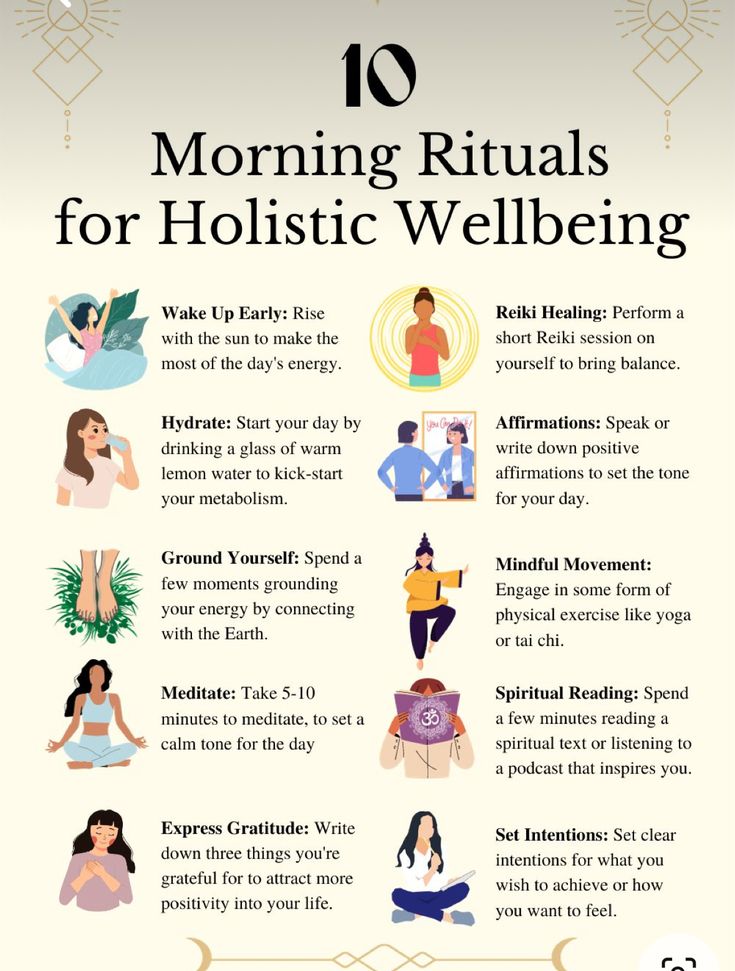 10
Morning Rituals
for Holistic Wellbeing
Wake Up Early: Rise
with the sun to make the
most of the day's energy.
Hydrate: Start your day by
drinking a glass of warm
lemon water to kick-start
your metabolism.
Ground Yourself: Spend a
few moments grounding
your energy by connecting
with the Earth.
Meditate: Take 5-10
minutes to meditate, to set a
calm tone for the day
Express Gratitude: Write
down three things you're
grateful for to attract more
positivity into your life.
Reiki Healing: Perform a
short Reiki session on
yourself to bring balance.
You Can Do It!
Affirmations: Speak or
write down positive
affirmations to set the tone
for your day.
Mindful Movement:
Engage in some form of
physical exercise like yoga
or tai chi.
ॐ
Spiritual Reading: Spend
a few minutes reading a
spiritual text or listening to
a podcast that inspires you.
Set Intentions: Set clear
intentions for what you
wish to achieve or how
you want to feel.